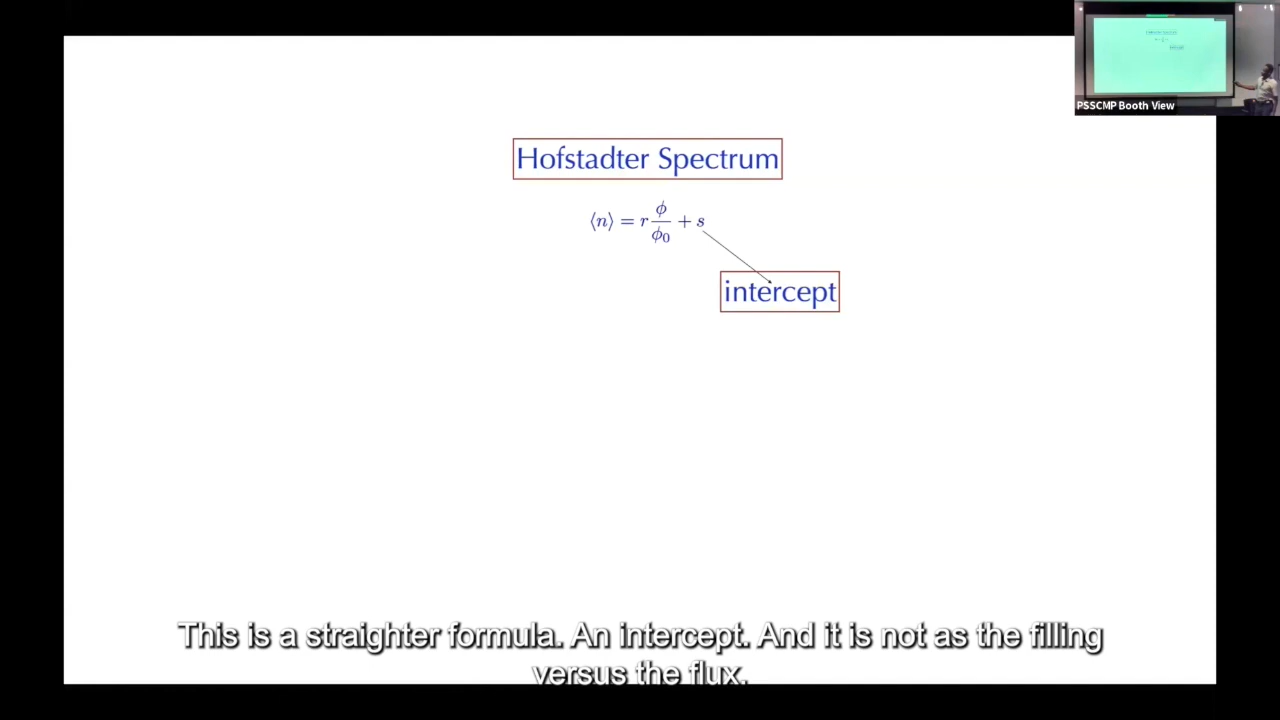 PSSCMP Booth View
Hofstadter Spectrum
⟨n⟩ = r ϕ/ϕ₀ + s
intercept
This is a straighter formula. An intercept. And it is not as the filling
versus the flux.